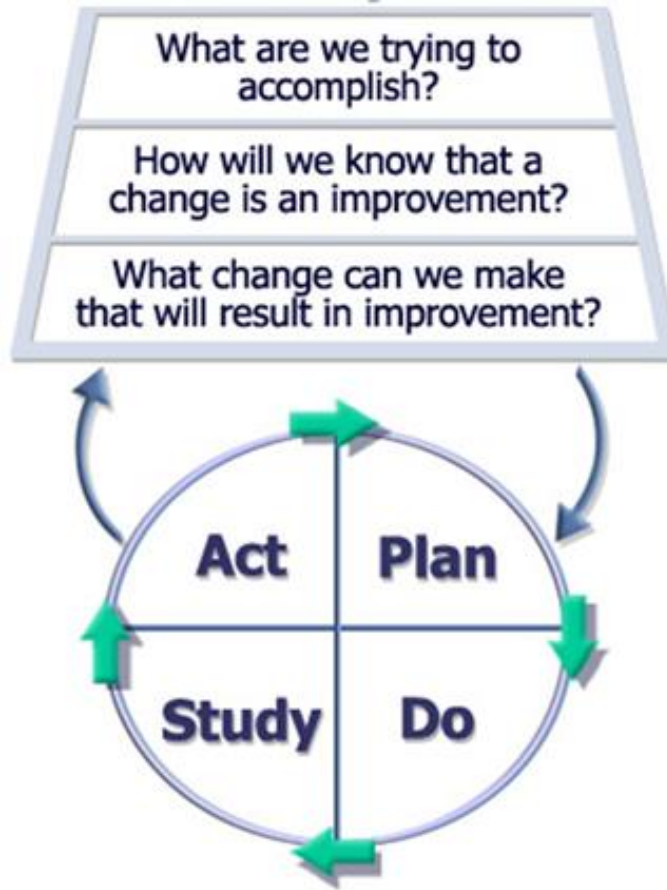 What are we trying to
accomplish?
How will we know that a
change is an improvement?
What change can we make
that will result in improvement?
Act
Plan
Study
Do